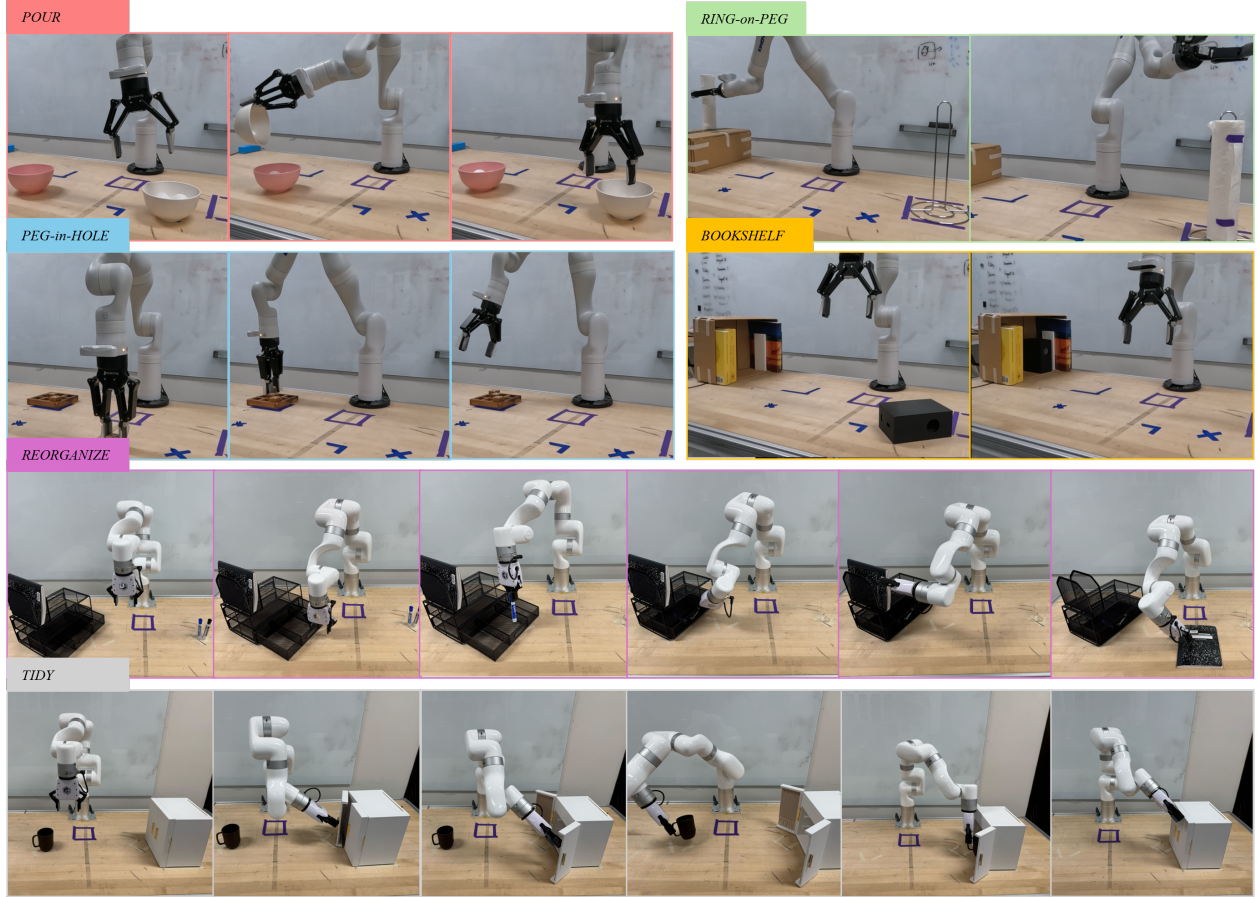 POUR
RING-on-PEG
PEG-in-HOLE
BOOKSHELF
REORGANIZE
TIDY